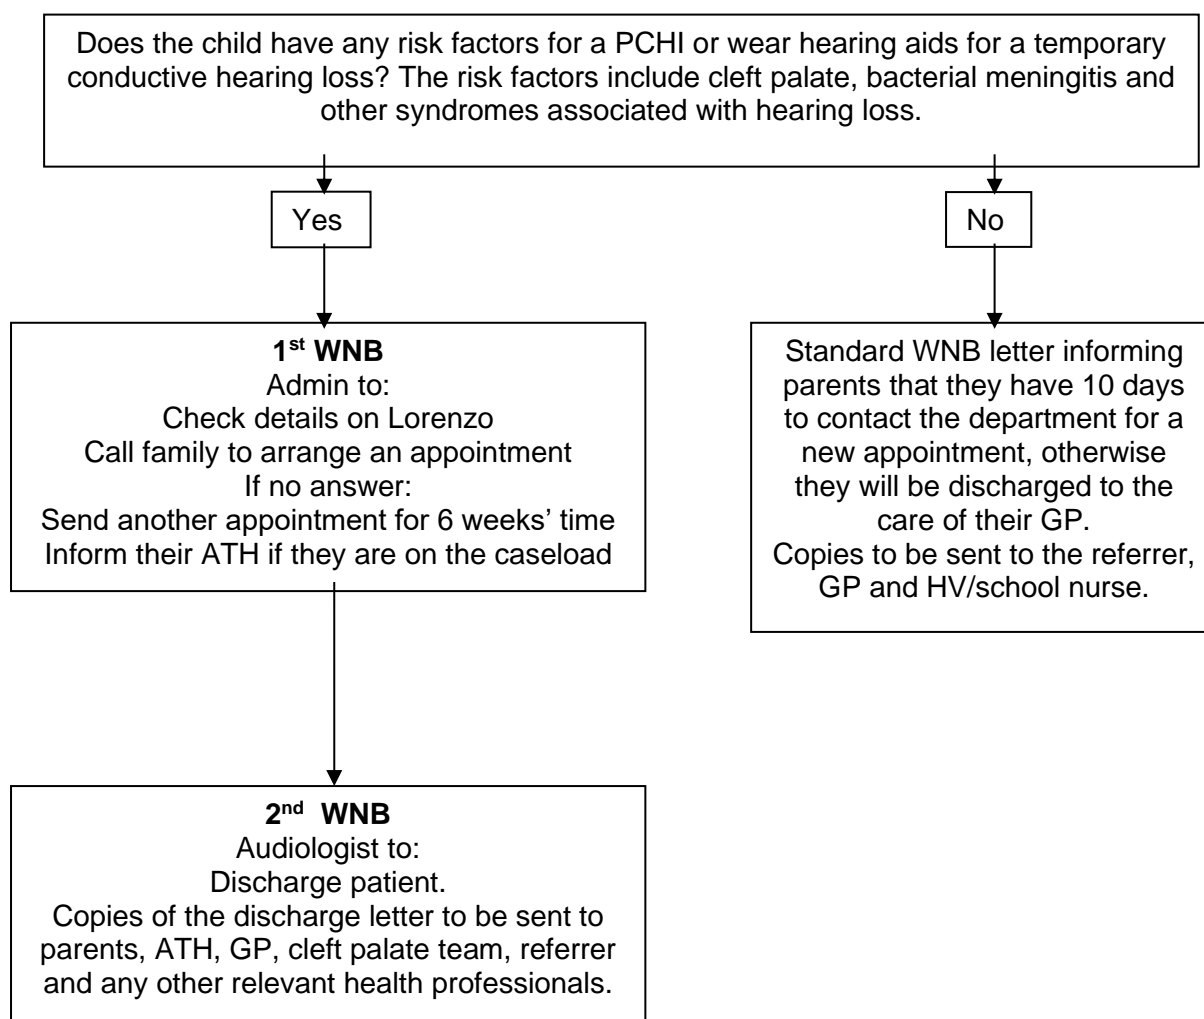 Does the child have any risk factors for a PCHI or wear hearing aids for a temporary
conductive hearing loss? The risk factors include cleft palate, bacterial meningitis and
other syndromes associated with hearing loss.
Yes
No
1st WNB
Admin to:
Check details on Lorenzo
Call family to arrange an appointment
If no answer:
Send another appointment for 6 weeks’ time
Inform their ATH if they are on the caseload
Standard WNB letter informing
parents that they have 10 days
to contact the department for a
new appointment, otherwise
they will be discharged to the
care of their GP.
Copies to be sent to the referrer,
GP and HV/school nurse.
2nd WNB
Audiologist to:
Discharge patient.
Copies of the discharge letter to be sent to
parents, ATH, GP, cleft palate team, referrer
and any other relevant health professionals.